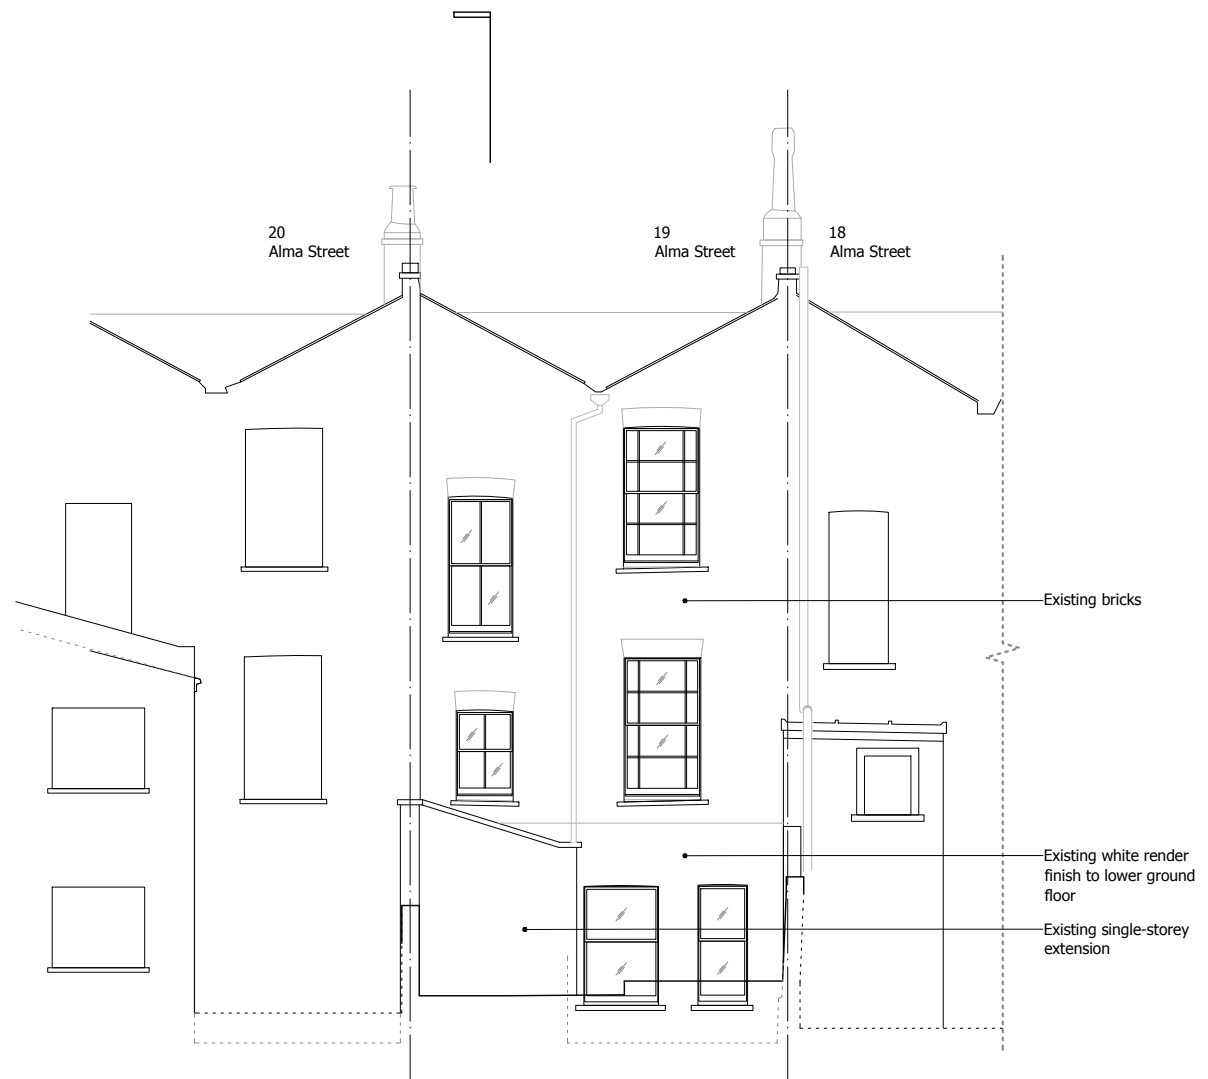 20
Alma Street
19
Alma Street
18
Alma Street
Existing bricks
Existing white render
finish to lower ground
floor
Existing single-storey
extension